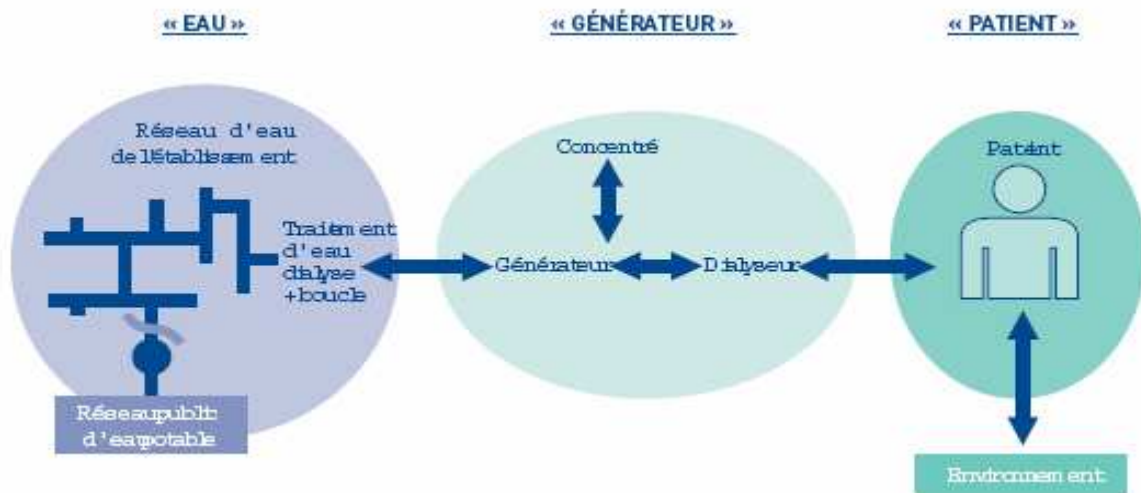 « EAU »
« GÉNÉRATEUR »
« PATIENT »
Réseau d'eau
de l'établissement
Traitement
d'eau
dialyse
+boucle
Réseau public
d'eau potable
Concentré
Générateur
Dialyseur
Patient
Environnement